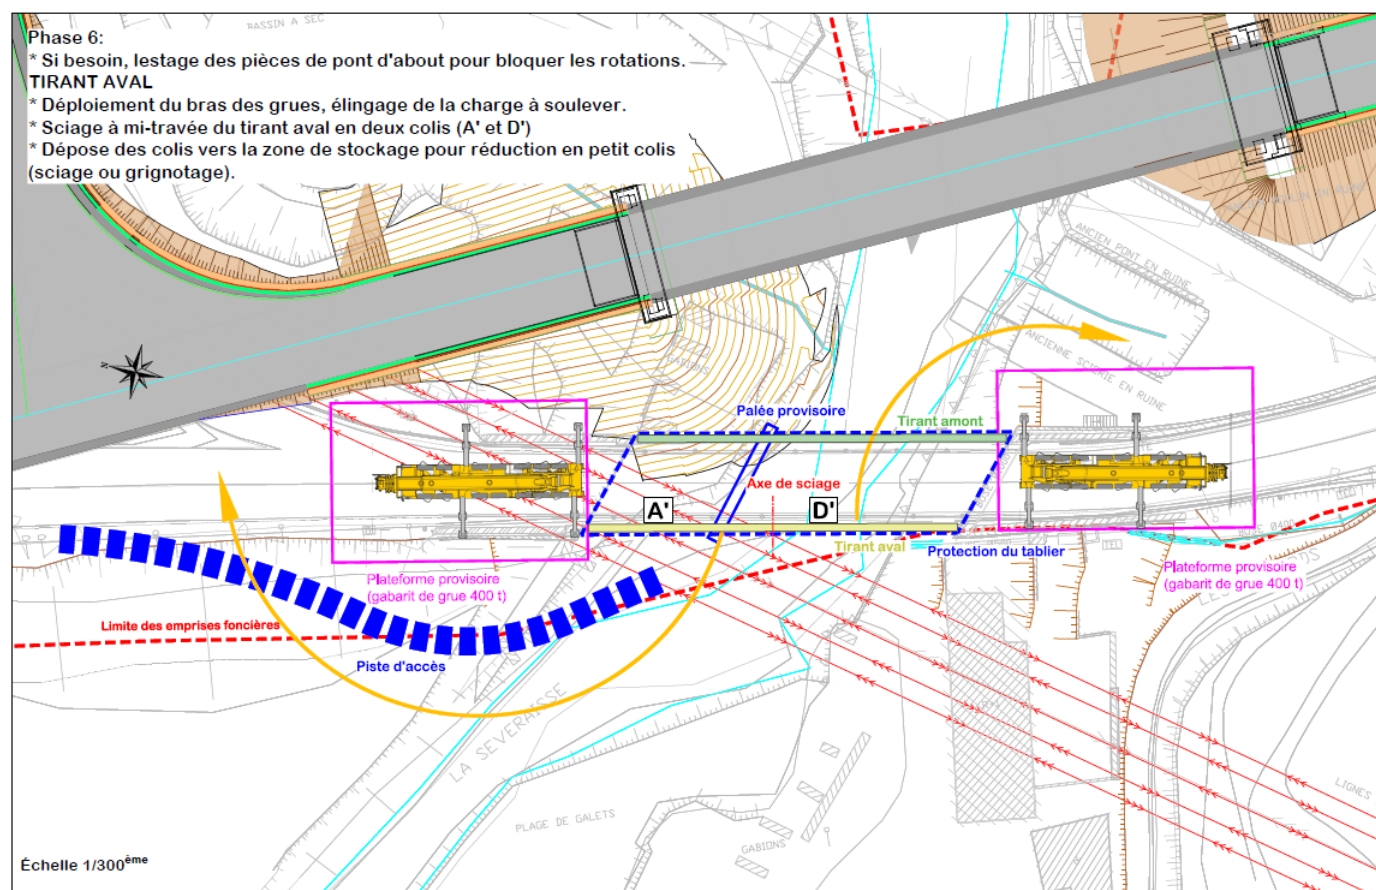 BASSIN A SEC
Phase 6:
* Si besoin, lestage des pièces de pont d'about pour bloquer les rotations.
TIRANT AVAL
* Déploiement du bras des grues, élingage de la charge à soulever.
* Sciage à mi-travée du tirant aval en deux colis (A' et D')
* Dépose des colis vers la zone de stockage pour réduction en petit colis
(sciage ou grignotage).
ANCIEN PONT EN RUINE
ANCIENNE SCIERIE EN RUINE
GABIONS
Palée provisoire
Tirant amont
Axe de sciage
A'
D'
Tirant aval
Protection du tablier
Plateforme provisoire
(gabarit de grue 400 t)
Plateforme provisoire
(gabarit de grue 400 t)
Limite des emprises foncières
Piste d'accès
LA SEVERAISSE
PLAGE DE GALETS
GABIONS
LIGNES
Échelle 1/300ème